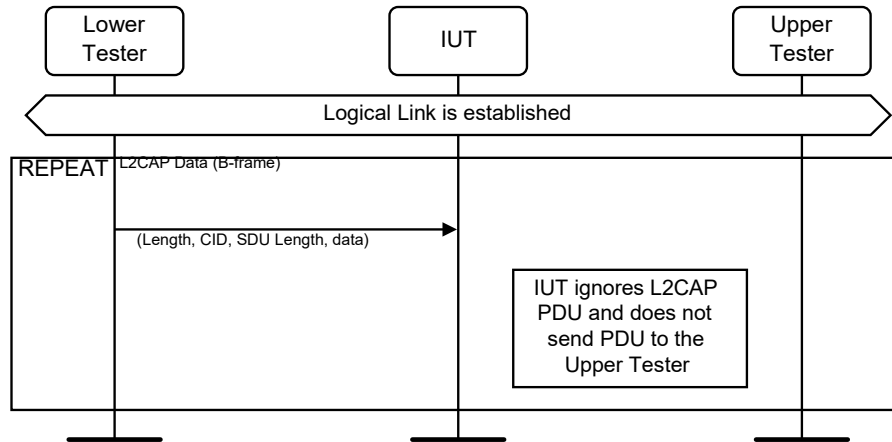 Lower
Tester
IUT
Upper
Tester
Logical Link is established
REPEAT
L2CAP Data (B-frame)
(Length, CID, SDU Length, data)
IUT ignores L2CAP
PDU and does not
send PDU to the
Upper Tester